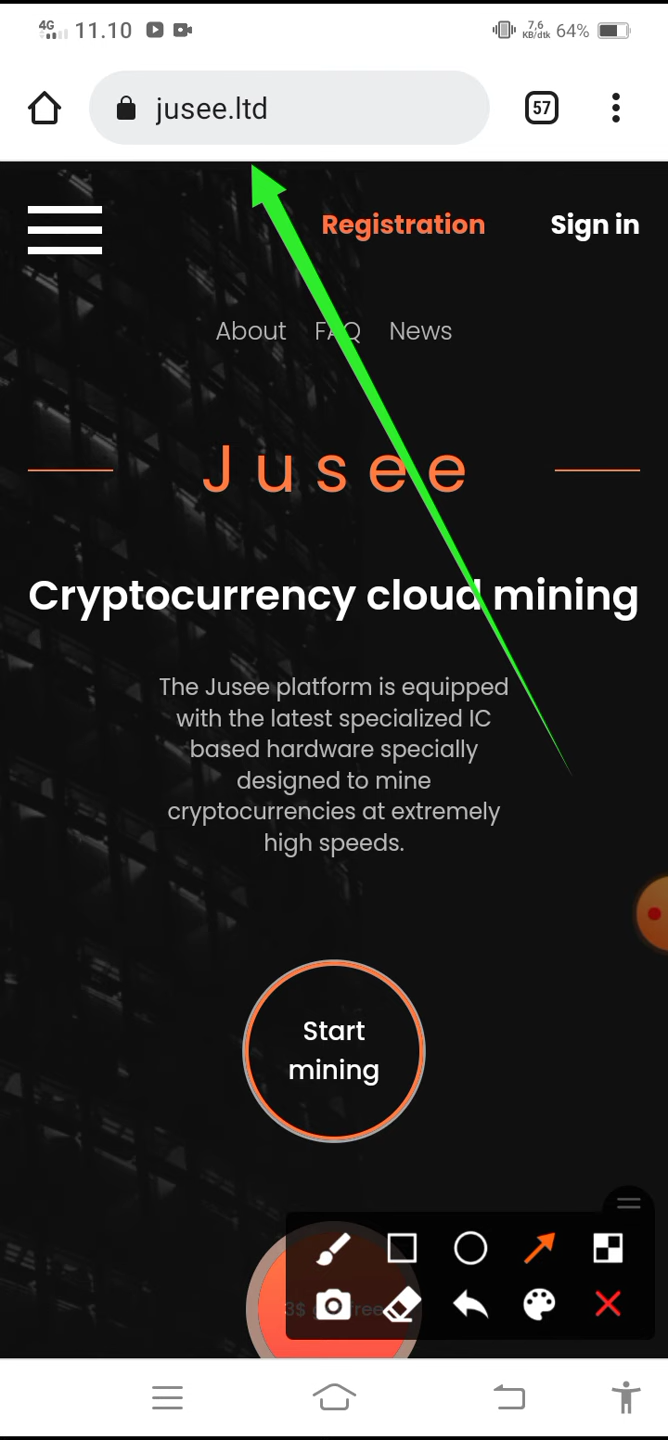 4G 11.10 7,6 KB/dtk 64%
jusee.ltd 57
Registration Sign in
About FAQ News
Jusee
Cryptocurrency cloud mining
The Jusee platform is equipped
with the latest specialized IC
based hardware specially
designed to mine
cryptocurrencies at extremely
high speeds.
Start
mining
3$ free